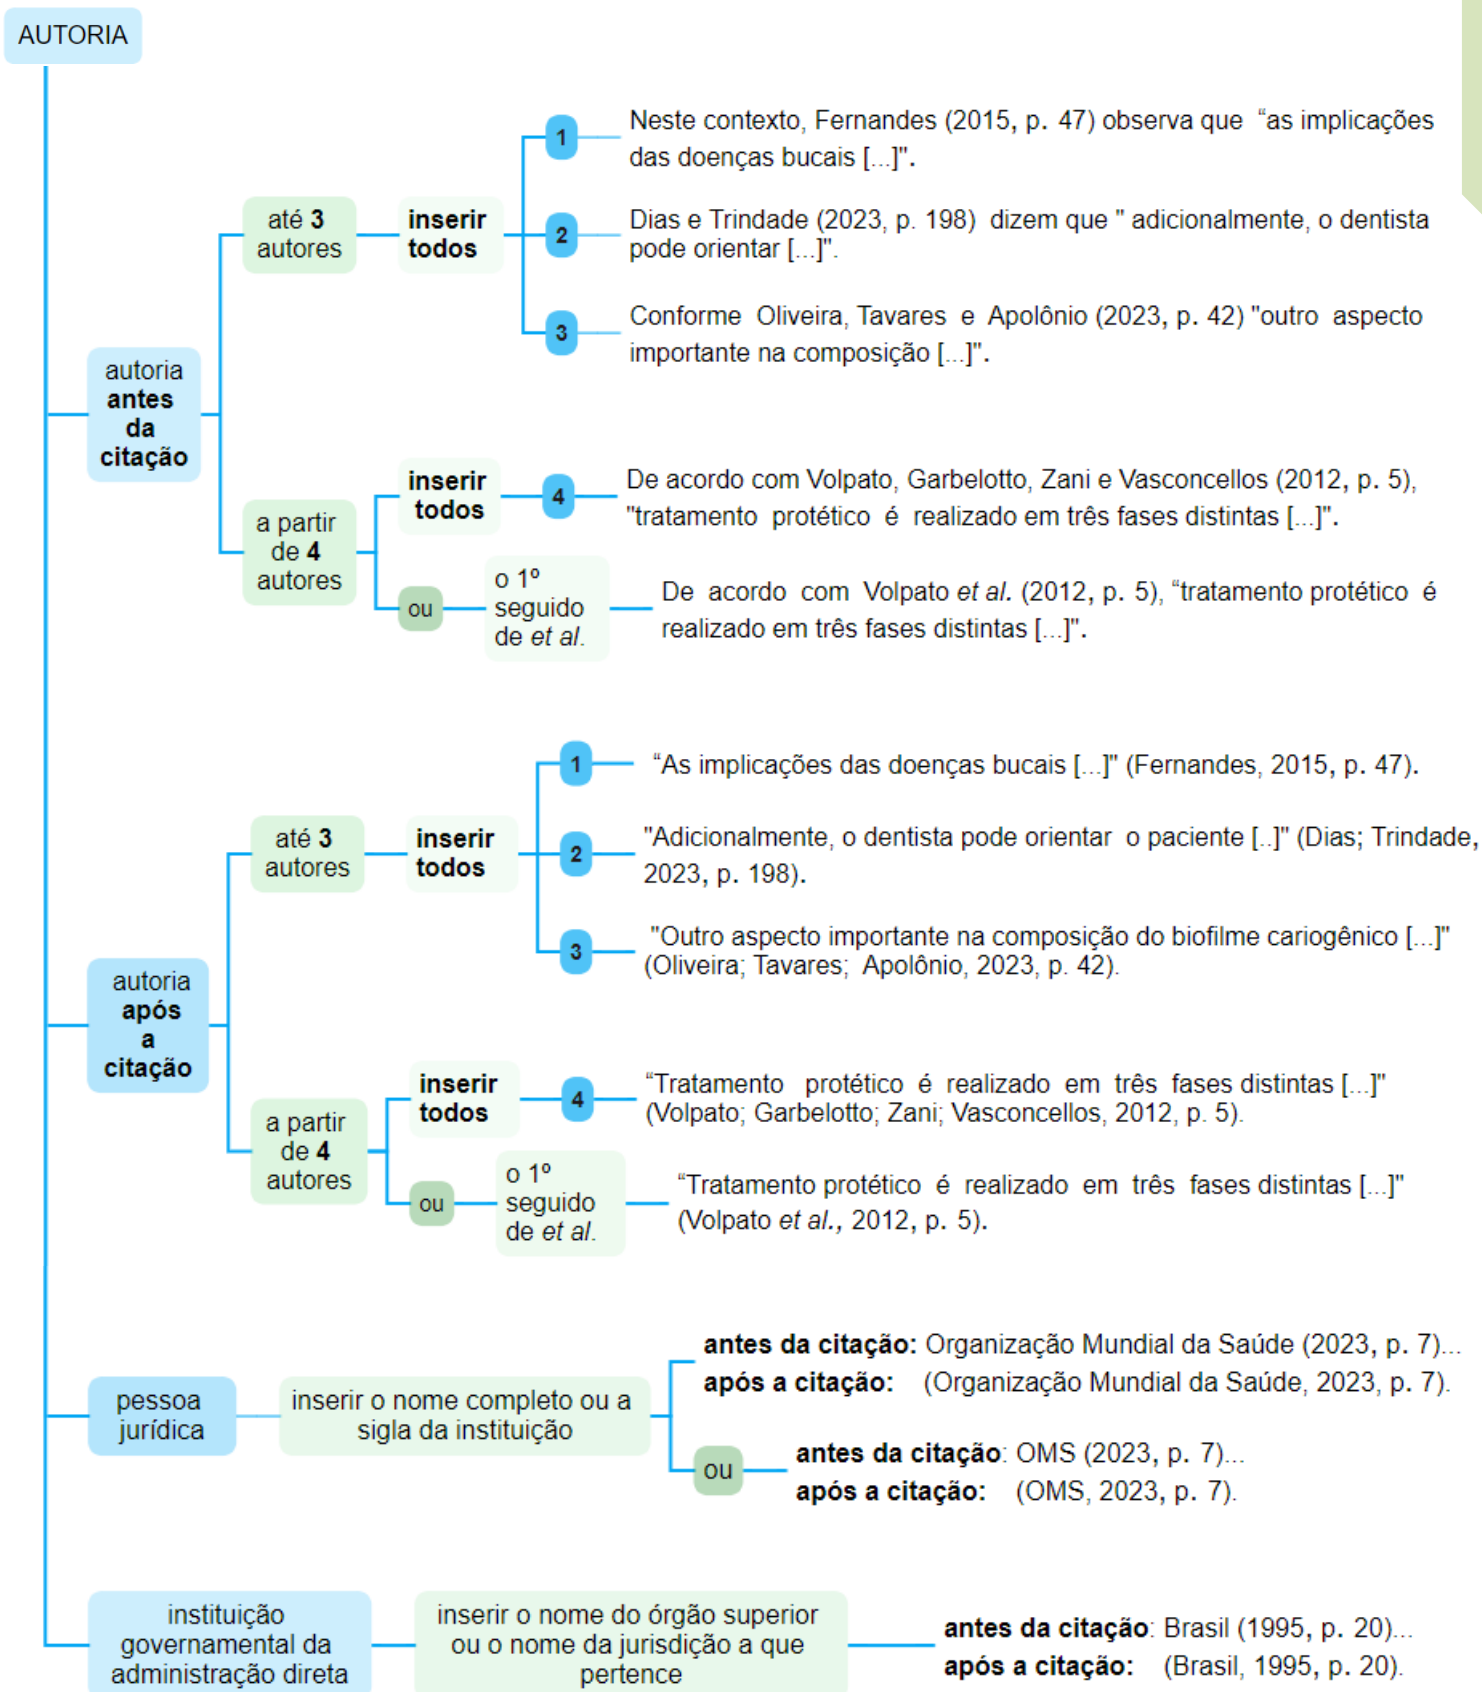 AUTORIA
autoria
antes
da
citação
até 3
autores
inserir
todos
1
Neste contexto, Fernandes (2015, p. 47) observa que “as implicações
das doenças bucais [...]".
2
Dias e Trindade (2023, p. 198) dizem que " adicionalmente, o dentista
pode orientar [...]".
3
Conforme Oliveira, Tavares e Apolônio (2023, p. 42) "outro aspecto
importante na composição [...]".
a partir
de 4
autores
inserir
todos
4
De acordo com Volpato, Garbelotto, Zani e Vasconcellos (2012, p. 5),
"tratamento protético é realizado em três fases distintas [...]".
ou
o 1º
seguido
de et al.
De acordo com Volpato et al. (2012, p. 5), “tratamento protético é
realizado em três fases distintas [...]".
autoria
após
a
citação
até 3
autores
inserir
todos
1
“As implicações das doenças bucais [...]" (Fernandes, 2015, p. 47).
2
"Adicionalmente, o dentista pode orientar o paciente [..]" (Dias; Trindade,
2023, p. 198).
3
"Outro aspecto importante na composição do biofilme cariogênico [...]"
(Oliveira; Tavares; Apolônio, 2023, p. 42).
a partir
de 4
autores
inserir
todos
4
“Tratamento protético é realizado em três fases distintas [...]"
(Volpato; Garbelotto; Zani; Vasconcellos, 2012, p. 5).
ou
o 1º
seguido
de et al.
“Tratamento protético é realizado em três fases distintas [...]"
(Volpato et al., 2012, p. 5).
pessoa
jurídica
inserir o nome completo ou a
sigla da instituição
antes da citação: Organização Mundial da Saúde (2023, p. 7)...
após a citação: (Organização Mundial da Saúde, 2023, p. 7).
ou
antes da citação: OMS (2023, p. 7)...
após a citação: (OMS, 2023, p. 7).
instituição
governamental da
administração direta
inserir o nome do órgão superior
ou o nome da jurisdição a que
pertence
antes da citação: Brasil (1995, p. 20)...
após a citação: (Brasil, 1995, p. 20).